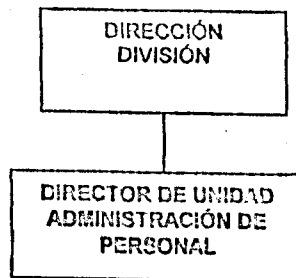 DIRECCIÓN
DIVISIÓN
DIRECTOR DE UNIDAD
ADMINISTRACIÓN DE
PERSONAL